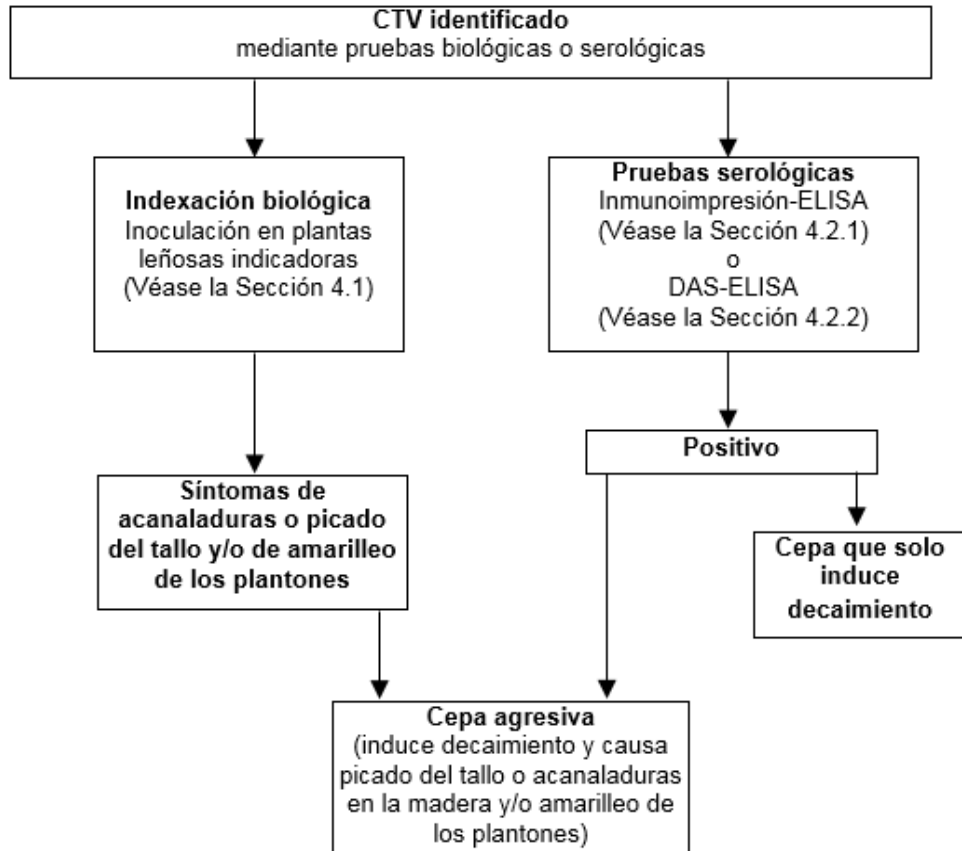 CTV identificado
mediante pruebas biológicas o serológicas
Indexación biológica
Inoculación en plantas
leñosas indicadoras
(Véase la Sección 4.1)
Pruebas serológicas
Inmunoimpresión-ELISA
(Véase la Sección 4.2.1)
o
DAS-ELISA
(Véase la Sección 4.2.2)
Positivo
Síntomas de
acanaladuras o picado
del tallo y/o de amarilleo
de los plantones
Cepa que solo
induce
decaimiento
Cepa agresiva
(induce decaimiento y causa
picado del tallo o acanaladuras
en la madera y/o amarilleo de
los plantones)